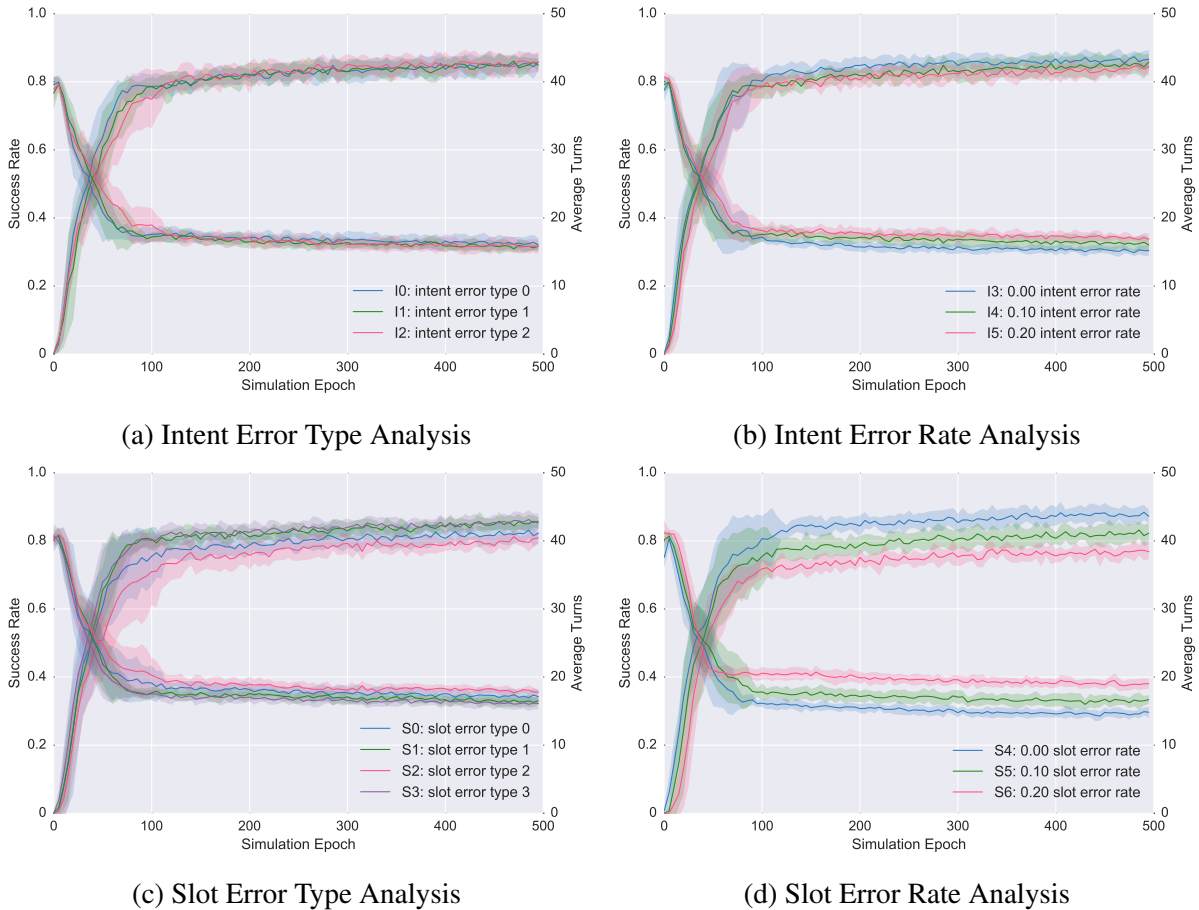 1.0
0.8
0.6
0.4
0.2
0
Success Rate
50
40
30
20
10
0
Average Turns
I0: intent error type 0
I1: intent error type 1
I2: intent error type 2
0 100 200 300 400 500
Simulation Epoch
(a) Intent Error Type Analysis
1.0
0.8
0.6
0.4
0.2
0
Success Rate
50
40
30
20
10
0
Average Turns
I3: 0.00 intent error rate
I4: 0.10 intent error rate
I5: 0.20 intent error rate
0 100 200 300 400 500
Simulation Epoch
(b) Intent Error Rate Analysis
1.0
0.8
0.6
0.4
0.2
0
Success Rate
50
40
30
20
10
0
Average Turns
S0: slot error type 0
S1: slot error type 1
S2: slot error type 2
S3: slot error type 3
0 100 200 300 400 500
Simulation Epoch
(c) Slot Error Type Analysis
1.0
0.8
0.6
0.4
0.2
0
Success Rate
50
40
30
20
10
0
Average Turns
S4: 0.00 slot error rate
S5: 0.10 slot error rate
S6: 0.20 slot error rate
0 100 200 300 400 500
Simulation Epoch
(d) Slot Error Rate Analysis